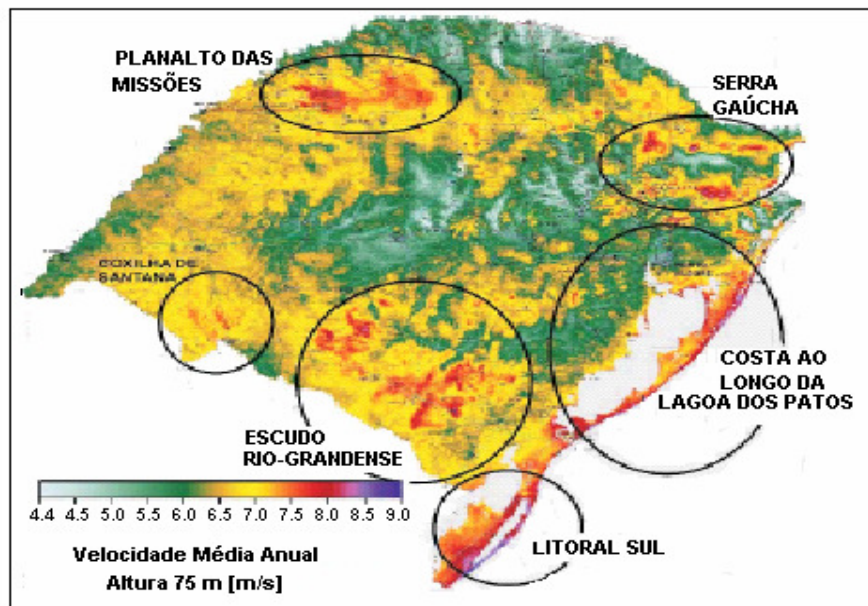 PLANALTO DAS
MISSÕES
SERRA
GAÚCHA
COXILHA DE
SANTANA
COSTA AO
LONGO DA
LAGOA DOS PATOS
ESCUDO
RIO-GRANDENSE
LITORAL SUL
4.4 4.5 5.5 6.0 6.5 7.0 7.5 8.0 8.5 9.0
Velocidade Média Anual
Altura 75 m [m/s]